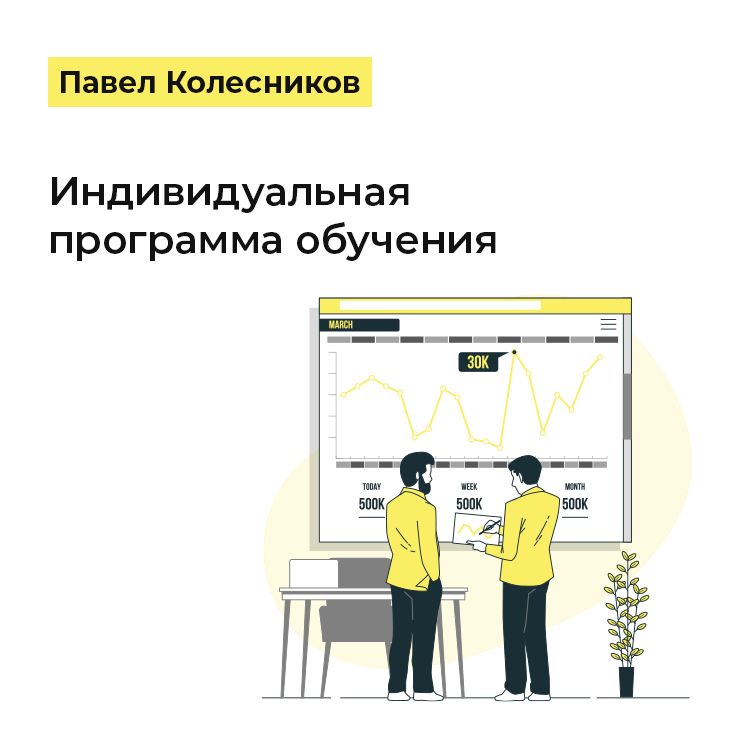 Павел Колесников
Индивидуальная
программа обучения
MARCH
30K
TODAY
WEEK
MONTH
500K
500K
500K